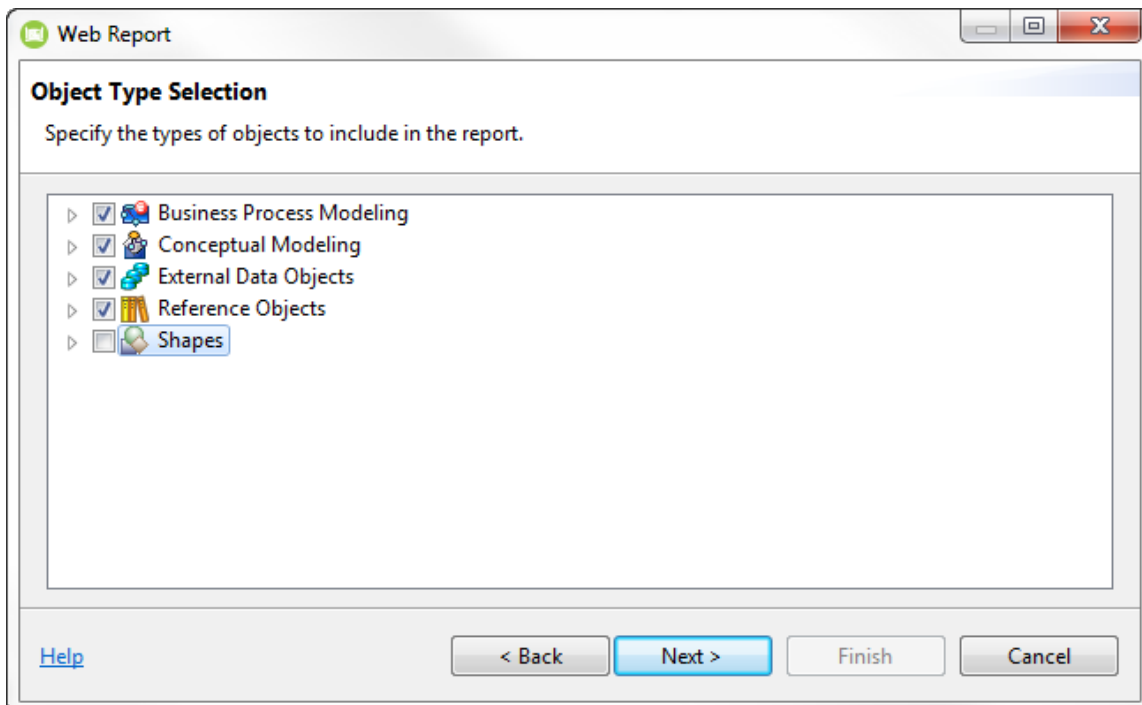 Web Report
Object Type Selection
Specify the types of objects to include in the report.
Business Process Modeling
Conceptual Modeling
External Data Objects
Reference Objects
Shapes
Help
< Back
Next >
Finish
Cancel